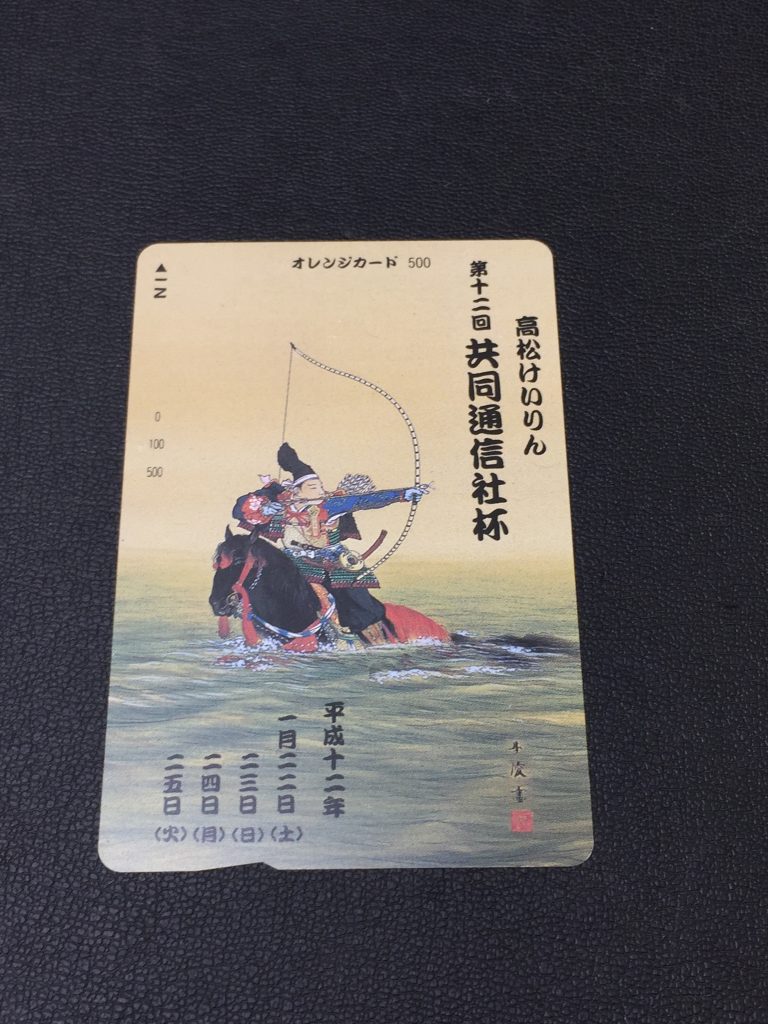 オレンジカード 500
▲IN
0
100
500
高松けいりん
第十二回 共同通信社杯
平成十二年
一月二二日(土)
二三日(日)
二四日(月)
二五日(火)